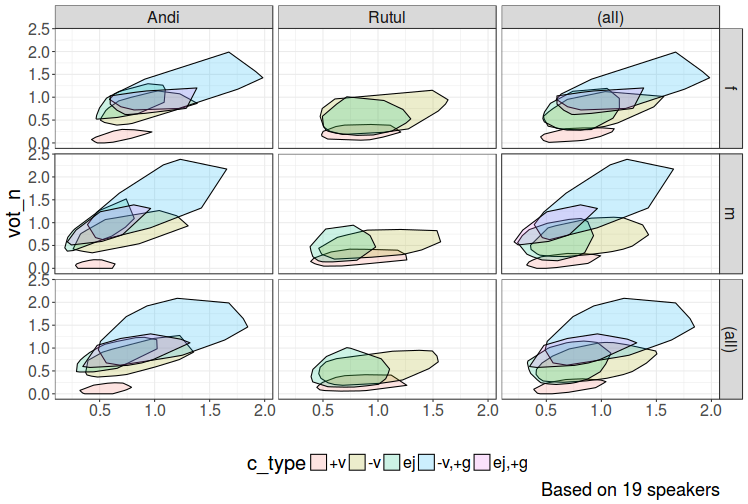 Andi Rutul (all)
2.5
2.0
1.5
1.0
0.5
0.0
f
2.5
2.0
1.5
1.0
0.5
0.0
m
vot_n
2.5
2.0
1.5
1.0
0.5
0.0
(all)
0.5 1.0 1.5 2.0 0.5 1.0 1.5 2.0 0.5 1.0 1.5 2.0
c_type +v -v ej -v,+g ej,+g
Based on 19 speakers